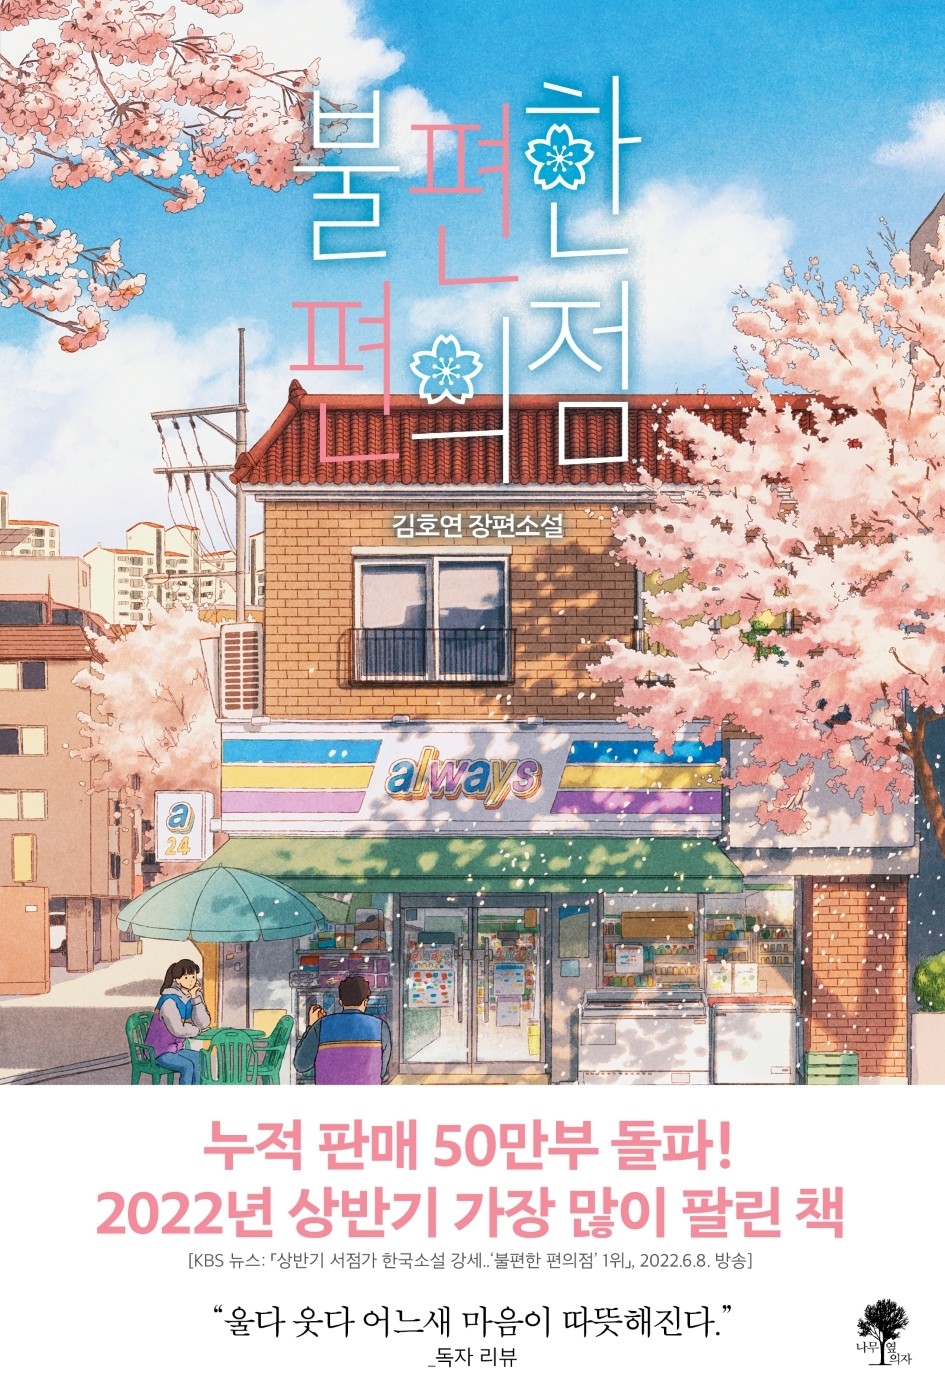 불편한
편의점
김호연 장편소설
always
a
24
누적 판매 50만부 돌파!
2022년 상반기 가장 많이 팔린 책
[KBS 뉴스: 「상반기 서점가 한국소설 강세..‘불편한 편의점’ 1위」, 2022.6.8. 방송]
“울다 웃다 어느새 마음이 따뜻해진다.”
_독자 리뷰
나무옆의자